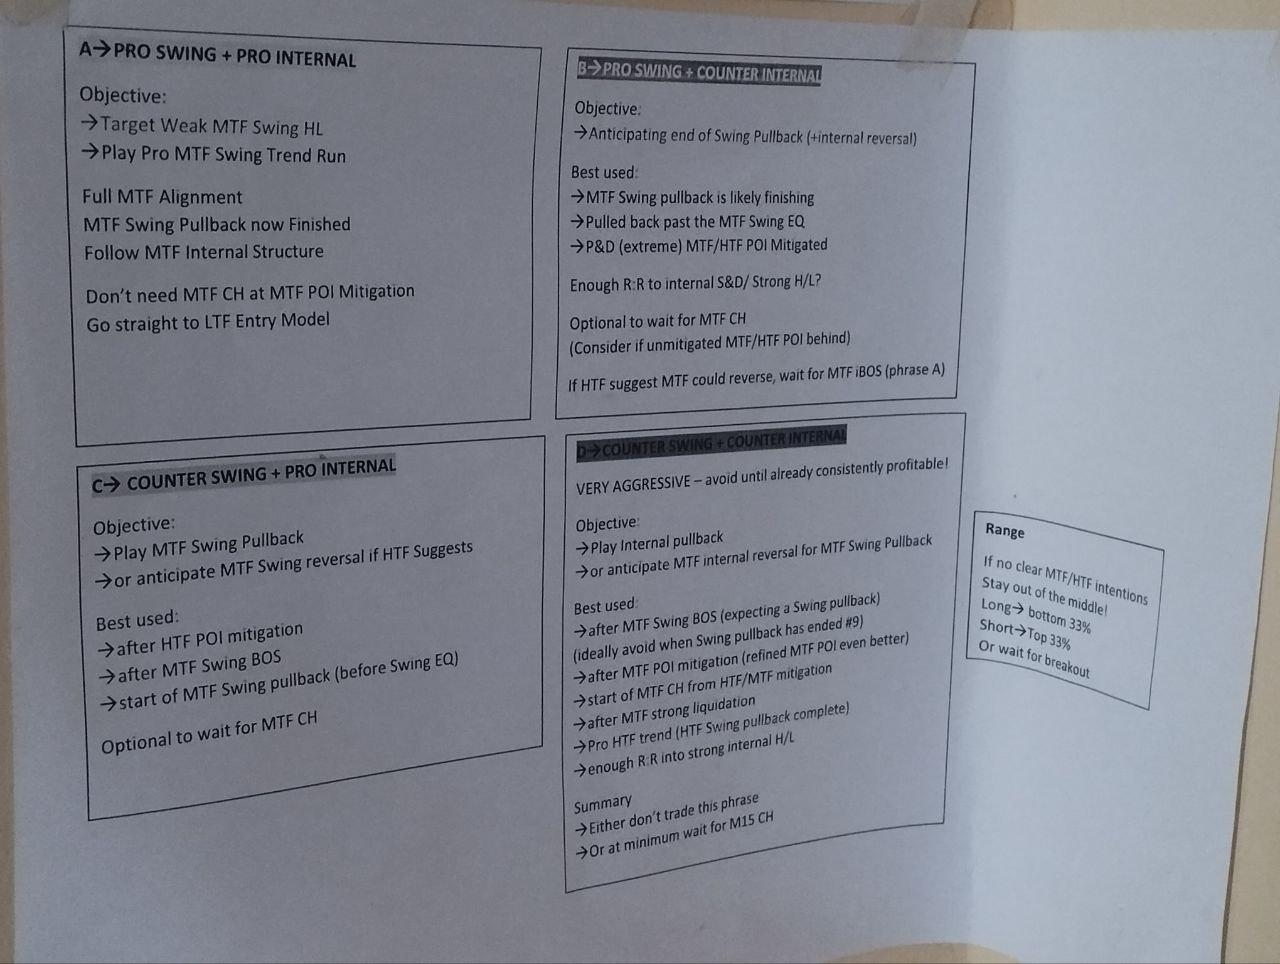 A→PRO SWING + PRO INTERNAL
Objective:
→Target Weak MTF Swing HL
→Play Pro MTF Swing Trend Run
Full MTF Alignment
MTF Swing Pullback now Finished
Follow MTF Internal Structure
Don't need MTF CH at MTF POI Mitigation
Go straight to LTF Entry Model
B→PRO SWING + COUNTER INTERNAL
Objective:
→Anticipating end of Swing Pullback (+internal reversal)
Best used:
→MTF Swing pullback is likely finishing
→Pulled back past the MTF Swing EQ
→P&D (extreme) MTF/HTF POI Mitigated
Enough R:R to internal S&D/ Strong H/L?
Optional to wait for MTF CH
(Consider if unmitigated MTF/HTF POI behind)
If HTF suggest MTF could reverse, wait for MTF iBOS (phrase A)
C→ COUNTER SWING + PRO INTERNAL
Objective:
→Play MTF Swing Pullback
→or anticipate MTF Swing reversal if HTF Suggests
Best used:
→after HTF POI mitigation
→after MTF Swing BOS
→start of MTF Swing pullback (before Swing EQ)
Optional to wait for MTF CH
D→COUNTER SWING + COUNTER INTERNAL
VERY AGGRESSIVE – avoid until already consistently profitable!
Objective:
→Play Internal pullback
→or anticipate MTF internal reversal for MTF Swing Pullback
Best used:
→after MTF Swing BOS (expecting a Swing pullback)
(ideally avoid when Swing pullback has ended #9)
→after MTF POI mitigation (refined MTF POI even better)
→start of MTF CH from HTF/MTF mitigation
→after MTF strong liquidation
→Pro HTF trend (HTF Swing pullback complete)
→enough R:R into strong internal H/L
Summary
→Either don't trade this phrase
→Or at minimum wait for M15 CH
Range
If no clear MTF/HTF intentions
Stay out of the middle!
Long→ bottom 33%
Short→Top 33%
Or wait for breakout